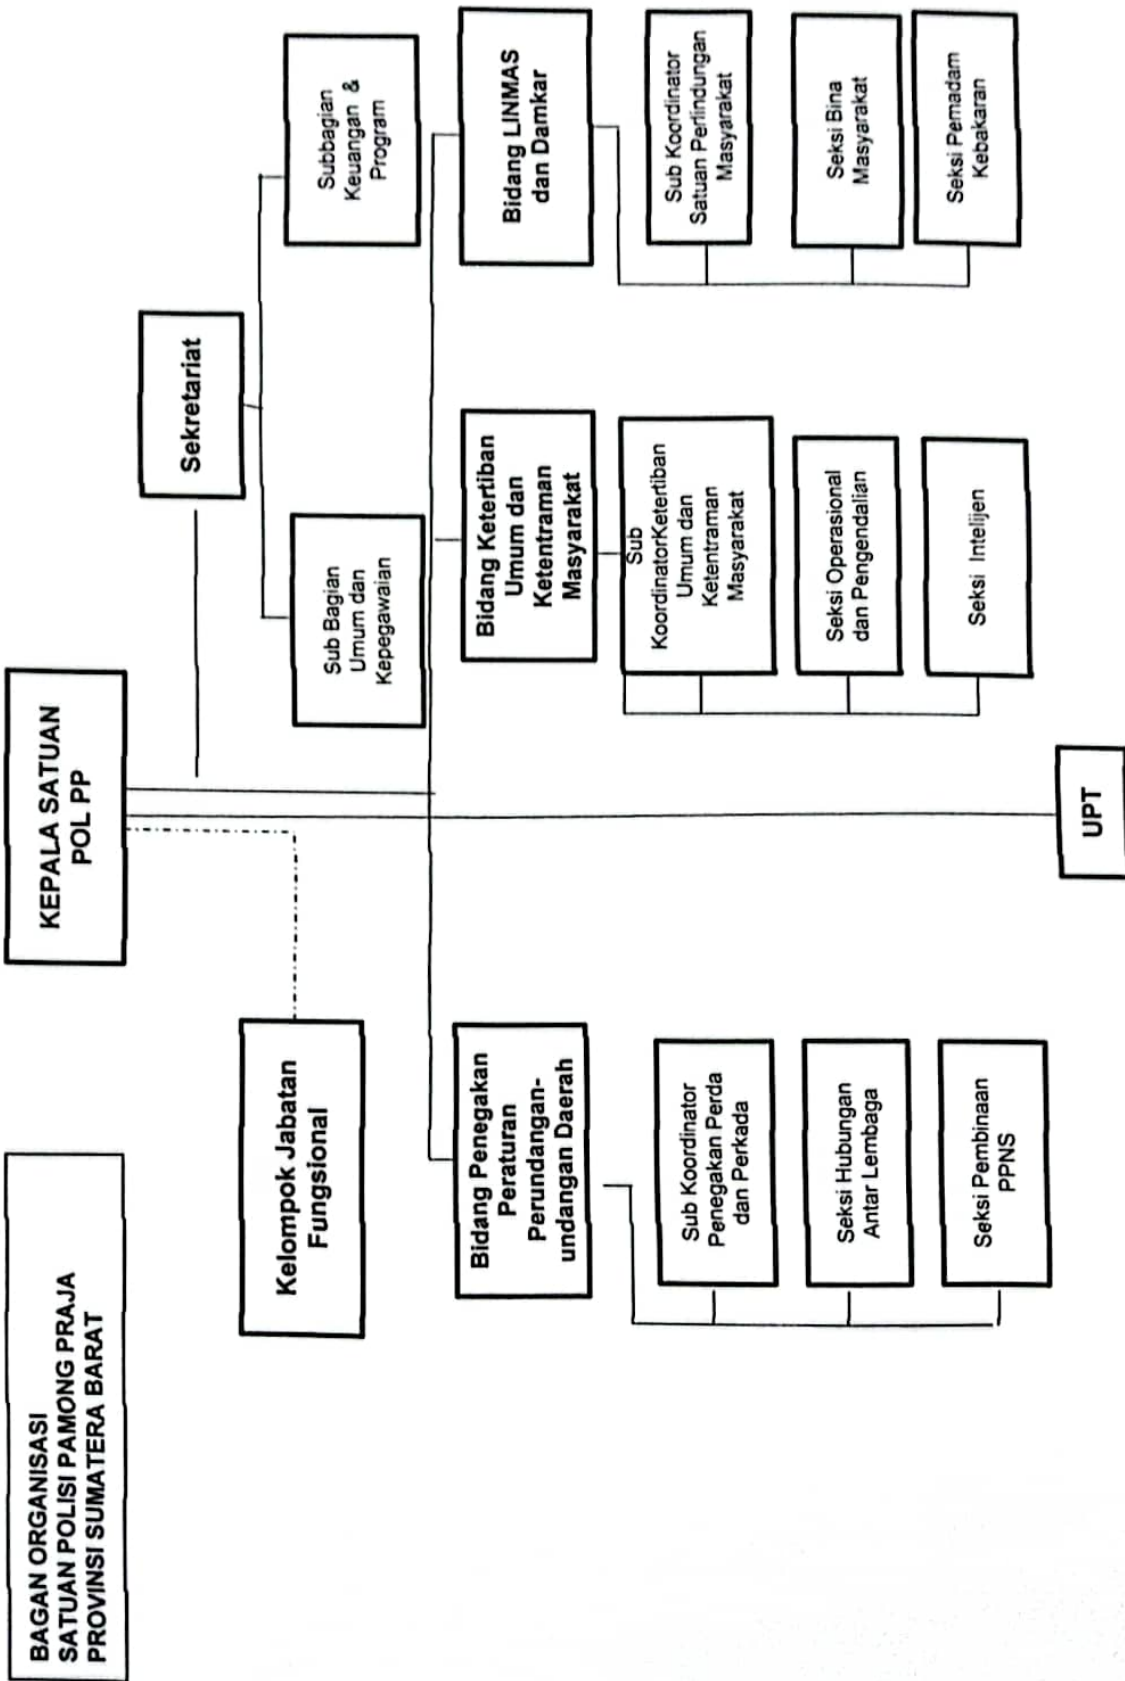 BAGAN ORGANISASI
SATUAN POLISI PAMONG PRAJA
PROVINSI SUMATERA BARAT
KEPALA SATUAN
POL PP
Sekretariat
Kelompok Jabatan
Fungsional
Sub Bagian
Umum dan
Kepegawaian
Subbagian
Keuangan &
Program
Bidang Penegakan
Peraturan
Perundangan-
undangan Daerah
Sub Koordinator
Penegakan Perda
dan Perkada
Seksi Hubungan
Antar Lembaga
Seksi Pembinaan
PPNS
Bidang Ketertiban
Umum dan
Ketentraman
Masyarakat
Sub
KoordinatorKetertiban
Umum dan
Ketentraman
Masyarakat
Seksi Operasional
dan Pengendalian
Seksi Intelijen
Bidang LINMAS
dan Damkar
Sub Koordinator
Satuan Perlindungan
Masyarakat
Seksi Bina
Masyarakat
Seksi Pemadam
Kebakaran
UPT